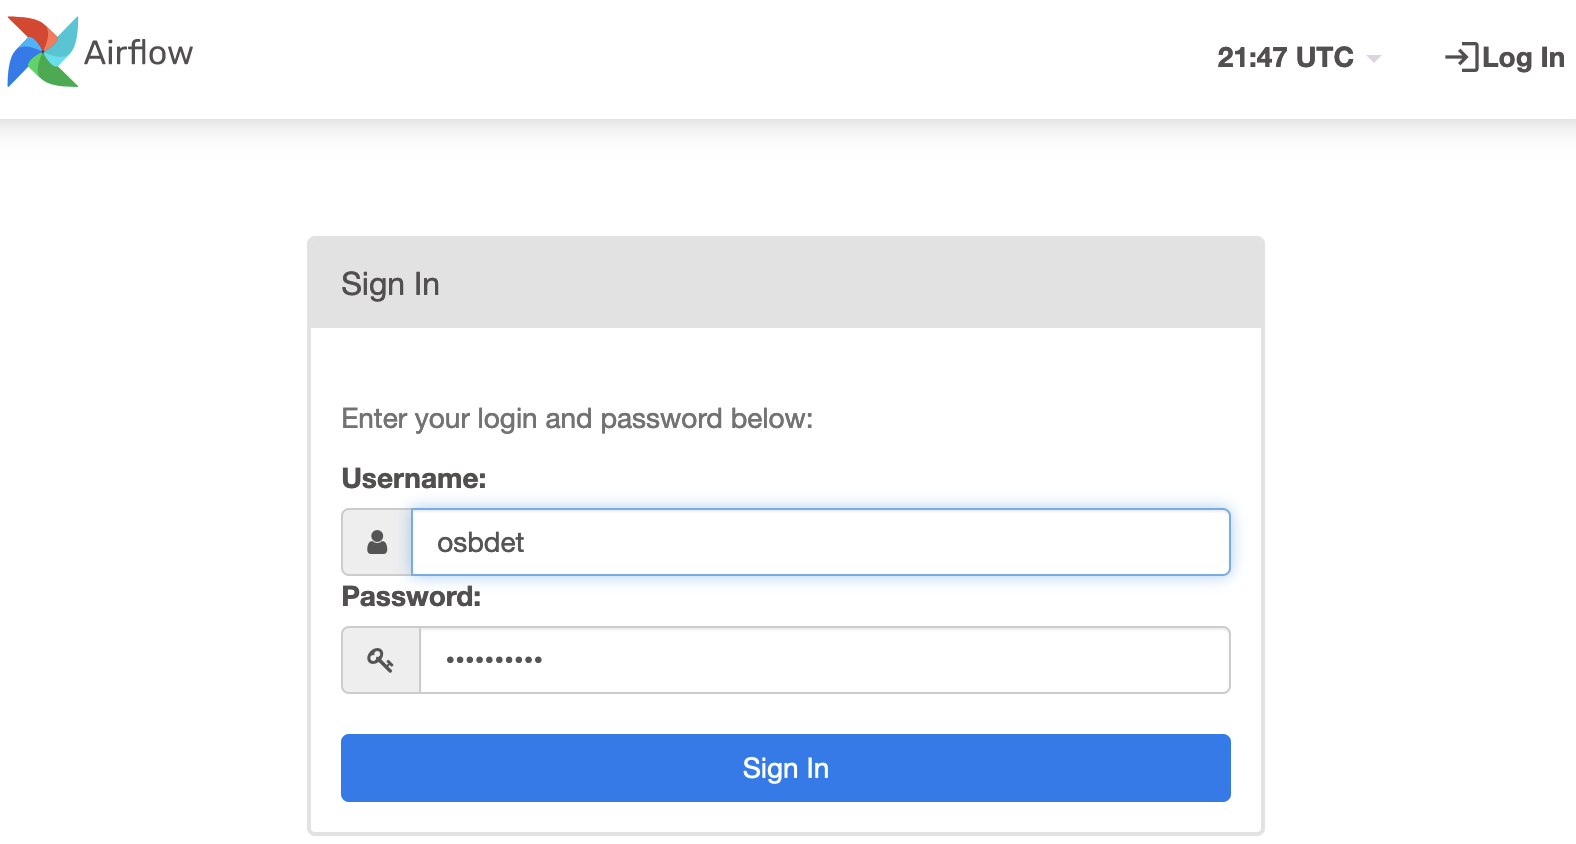 Airflow
21:47 UTC
Log In
Sign In
Enter your login and password below:
Username:
osbdet
Password:
••••••••••
Sign In